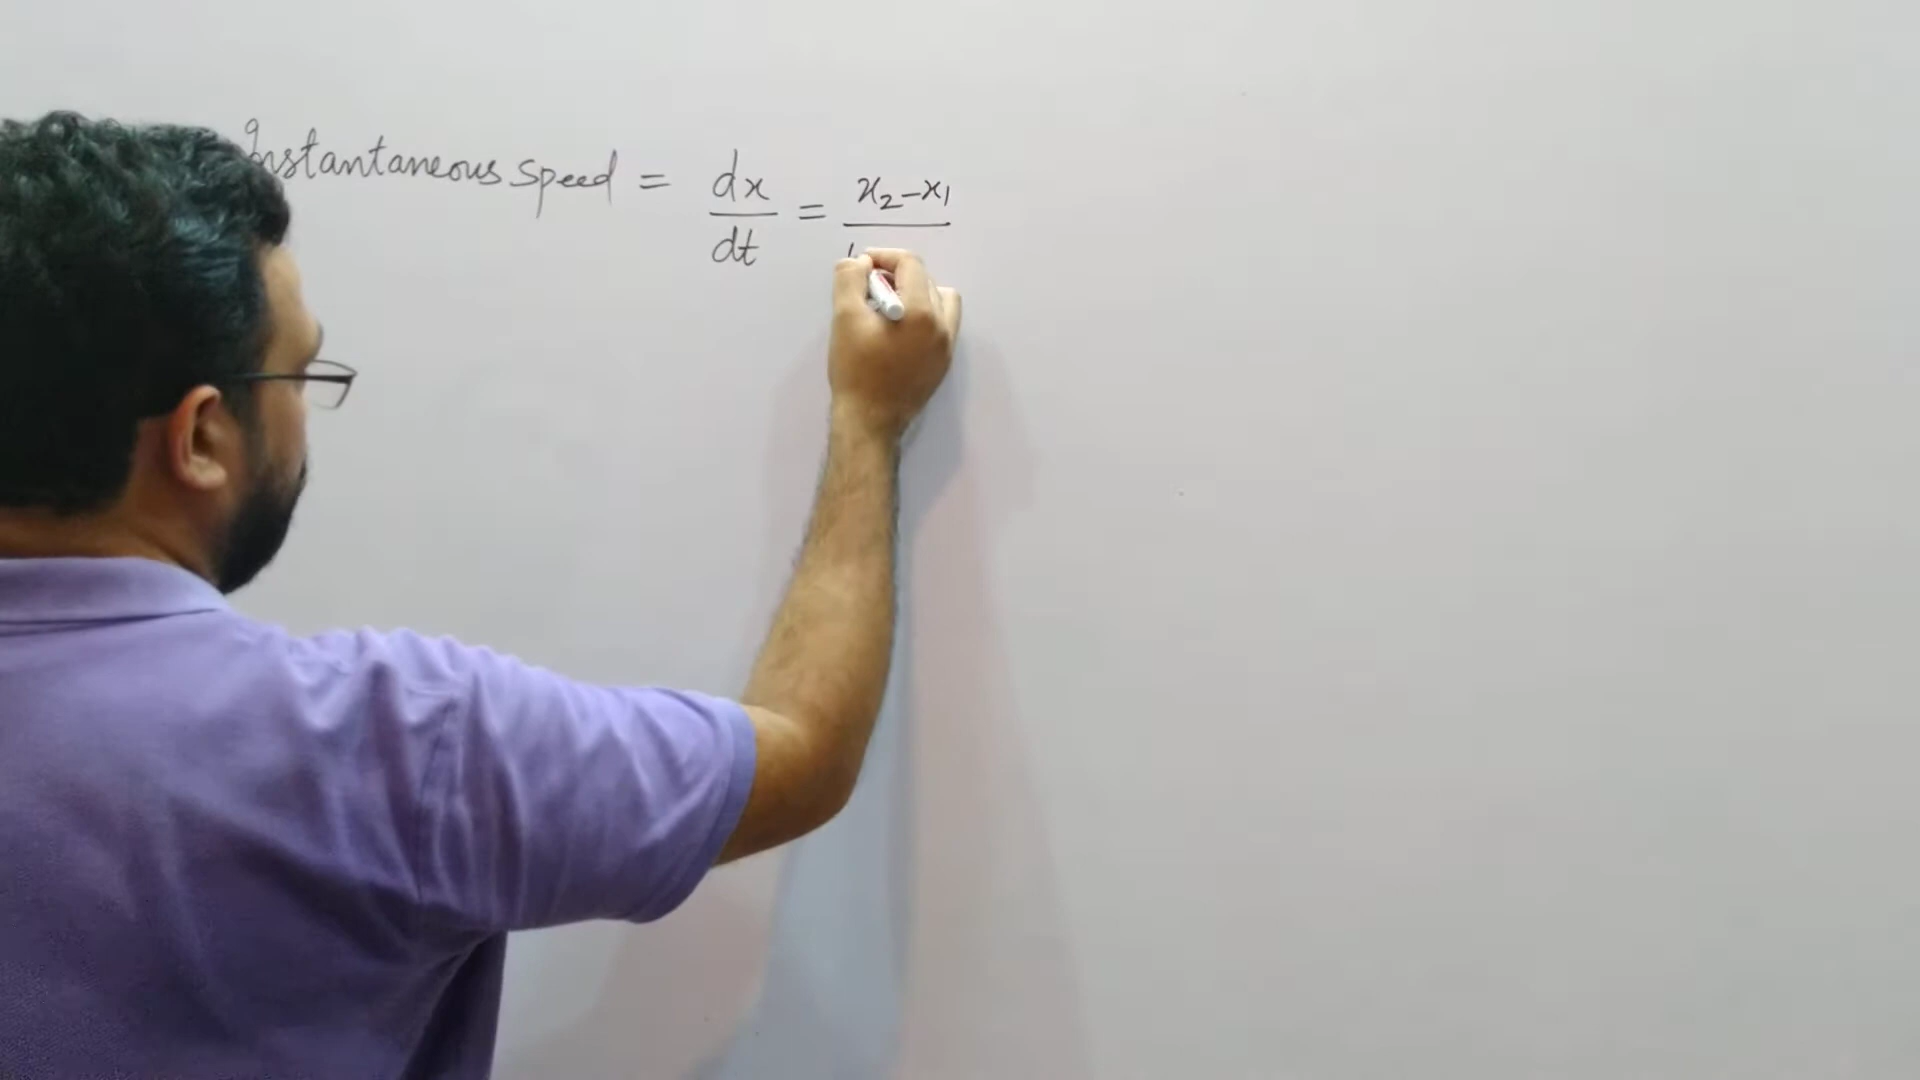 Instantaneous speed = dx/dt = x₂-x₁